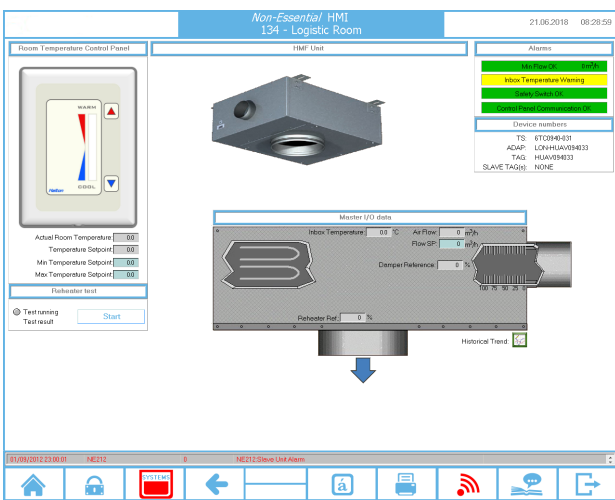 Non-Essential HMI
134 - Logistic Room
21.06.2018 08:28:59
Room Temperature Control Panel
HMF Unit
Alarms
WARM
COOL
Halton
Min Flow OK 0m³/h
Inbox Temperature Warning
Safety Switch OK
Control Panel Communication OK
Device numbers
TS: 6TC0940-031
ADAP: LON-HUAV094033
TAG: HUAV094033
SLAVE TAG(s): NONE
Actual Room Temperature: 0.0
Temperature Setpoint: 0.0
Min Temperature Setpoint: 0.0
Max Temperature Setpoint: 0.0
Reheater test
Test running
Test result
Start
Master I/O data
Inbox Temperature: 0.0 °C
Air Flow: 0 m³/h
Flow SP: 0 m³/h
Damper Reference: 0 %
100 75 50 25 0
Reheater Ref.: 0 %
Historical Trend:
01/09/2012 23:00:01 NE212 0 NE212:Sleve Unit Alarm
SYSTEMS
á